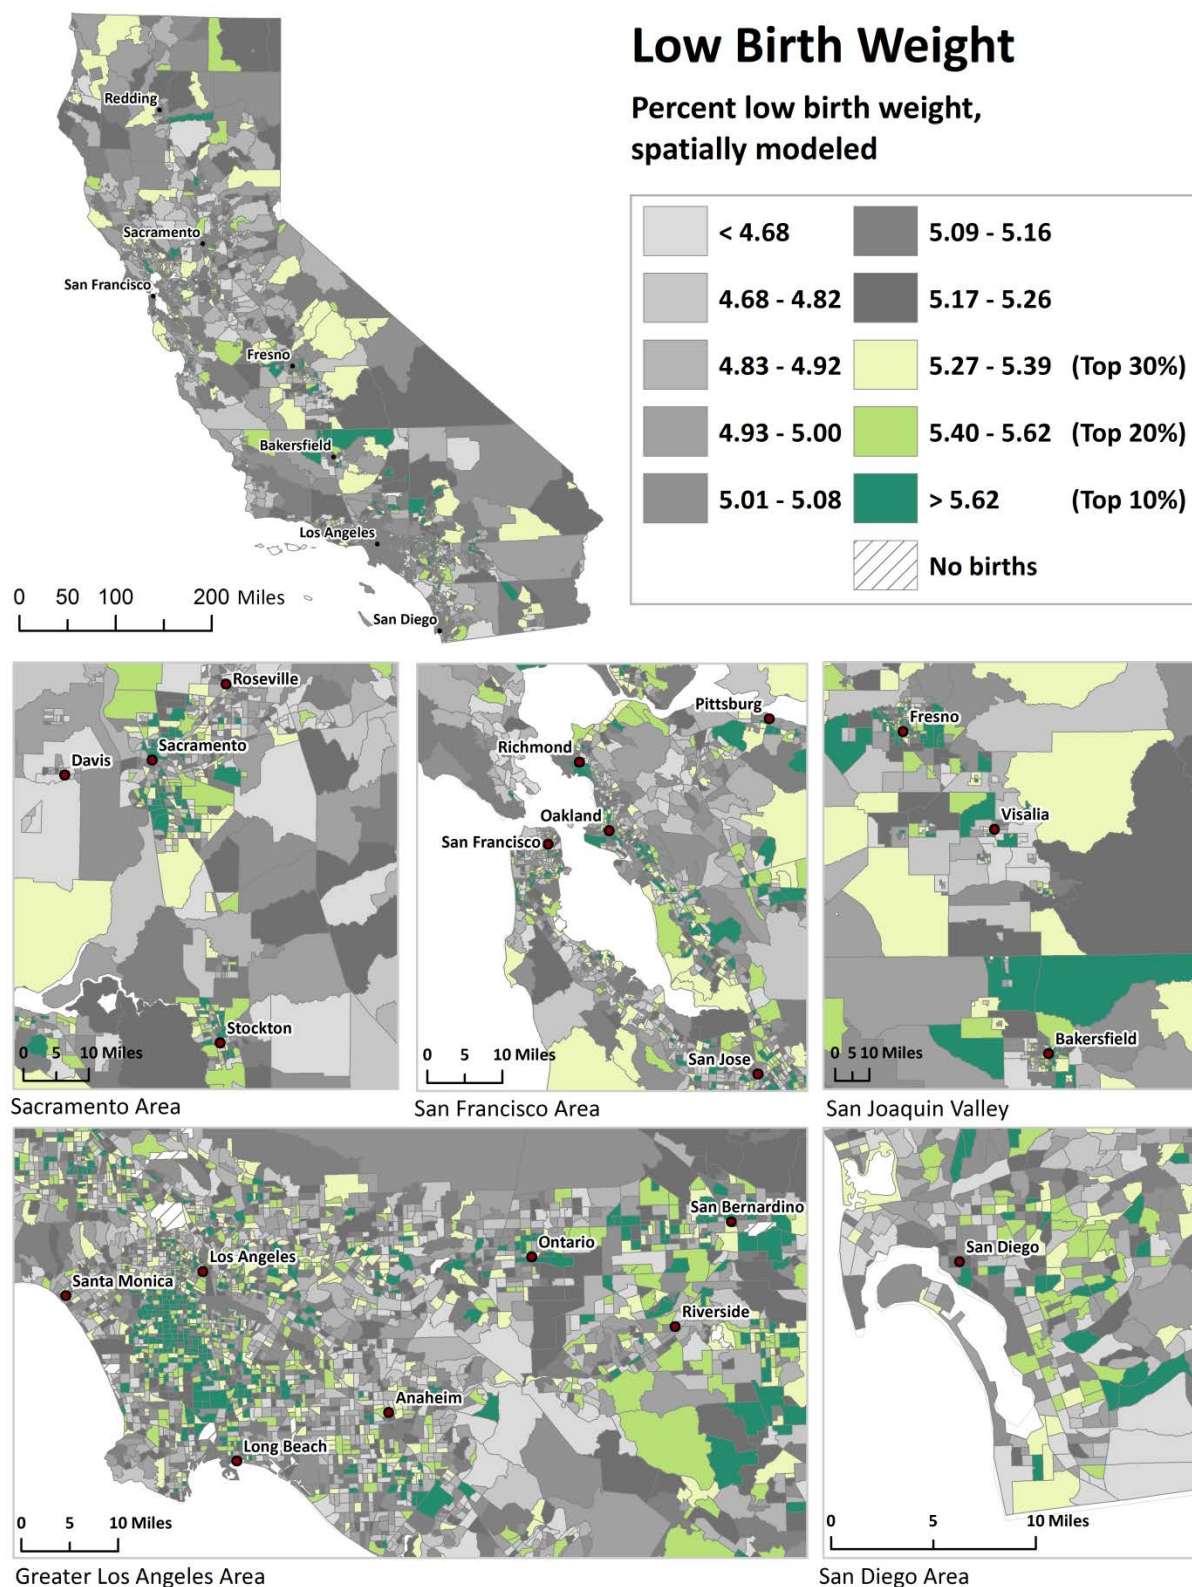 Low Birth Weight
Percent low birth weight,
spatially modeled
< 4.68
5.09 - 5.16
4.68 - 4.82
5.17 - 5.26
4.83 - 4.92
5.27 - 5.39 (Top 30%)
4.93 - 5.00
5.40 - 5.62 (Top 20%)
5.01 - 5.08
> 5.62 (Top 10%)
No births
Redding
Sacramento
San Francisco
Fresno
Bakersfield
Los Angeles
San Diego
0 50 100 200 Miles
Roseville
Sacramento
Davis
Stockton
0 5 10 Miles
Sacramento Area
Pittsburg
Richmond
Oakland
San Francisco
San Jose
0 5 10 Miles
San Francisco Area
Fresno
Visalia
Bakersfield
0 5 10 Miles
San Joaquin Valley
San Bernardino
Ontario
Los Angeles
Santa Monica
Riverside
Anaheim
Long Beach
0 5 10 Miles
Greater Los Angeles Area
San Diego
0 5 10 Miles
San Diego Area